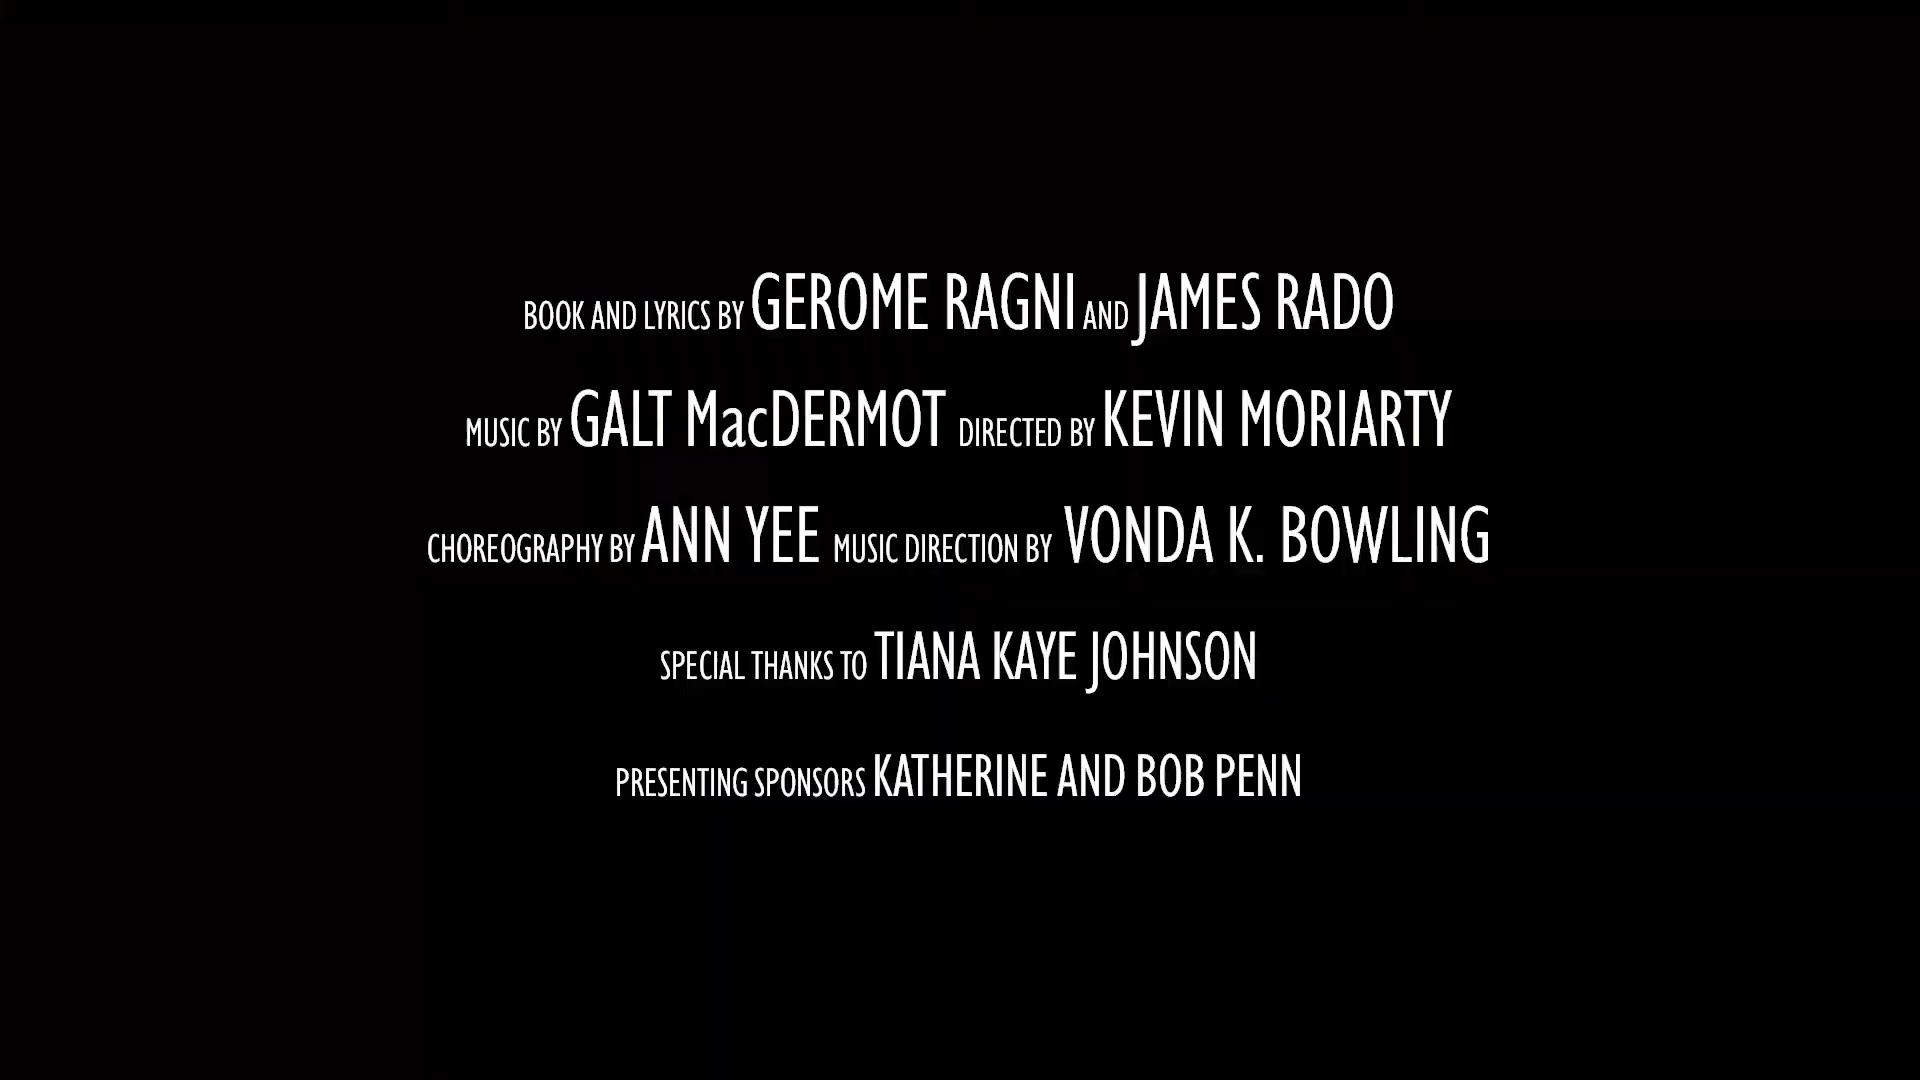 BOOK AND LYRICS BY GEROME RAGNI AND JAMES RADO
MUSIC BY GALT MacDERMOT DIRECTED BY KEVIN MORIARTY
CHOREOGRAPHY BY ANN YEE MUSIC DIRECTION BY VONDA K. BOWLING
SPECIAL THANKS TO TIANA KAYE JOHNSON
PRESENTING SPONSORS KATHERINE AND BOB PENN